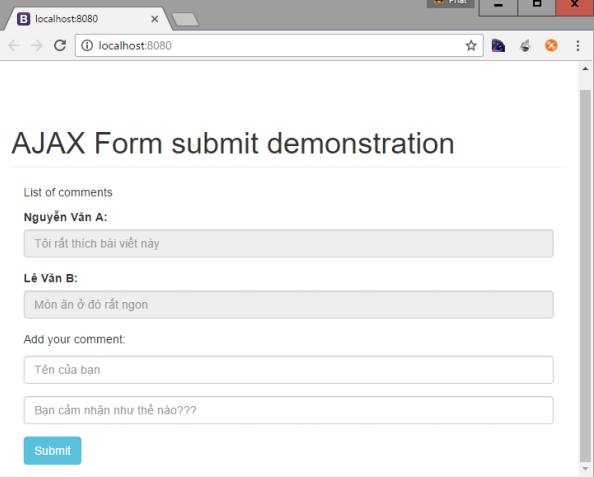 Phát
B localhost:8080
localhost:8080
AJAX Form submit demonstration
List of comments
Nguyễn Văn A:
Tôi rất thích bài viết này
Lê Văn B:
Món ăn ở đó rất ngon
Add your comment:
Tên của bạn
Bạn cảm nhận như thế nào???
Submit